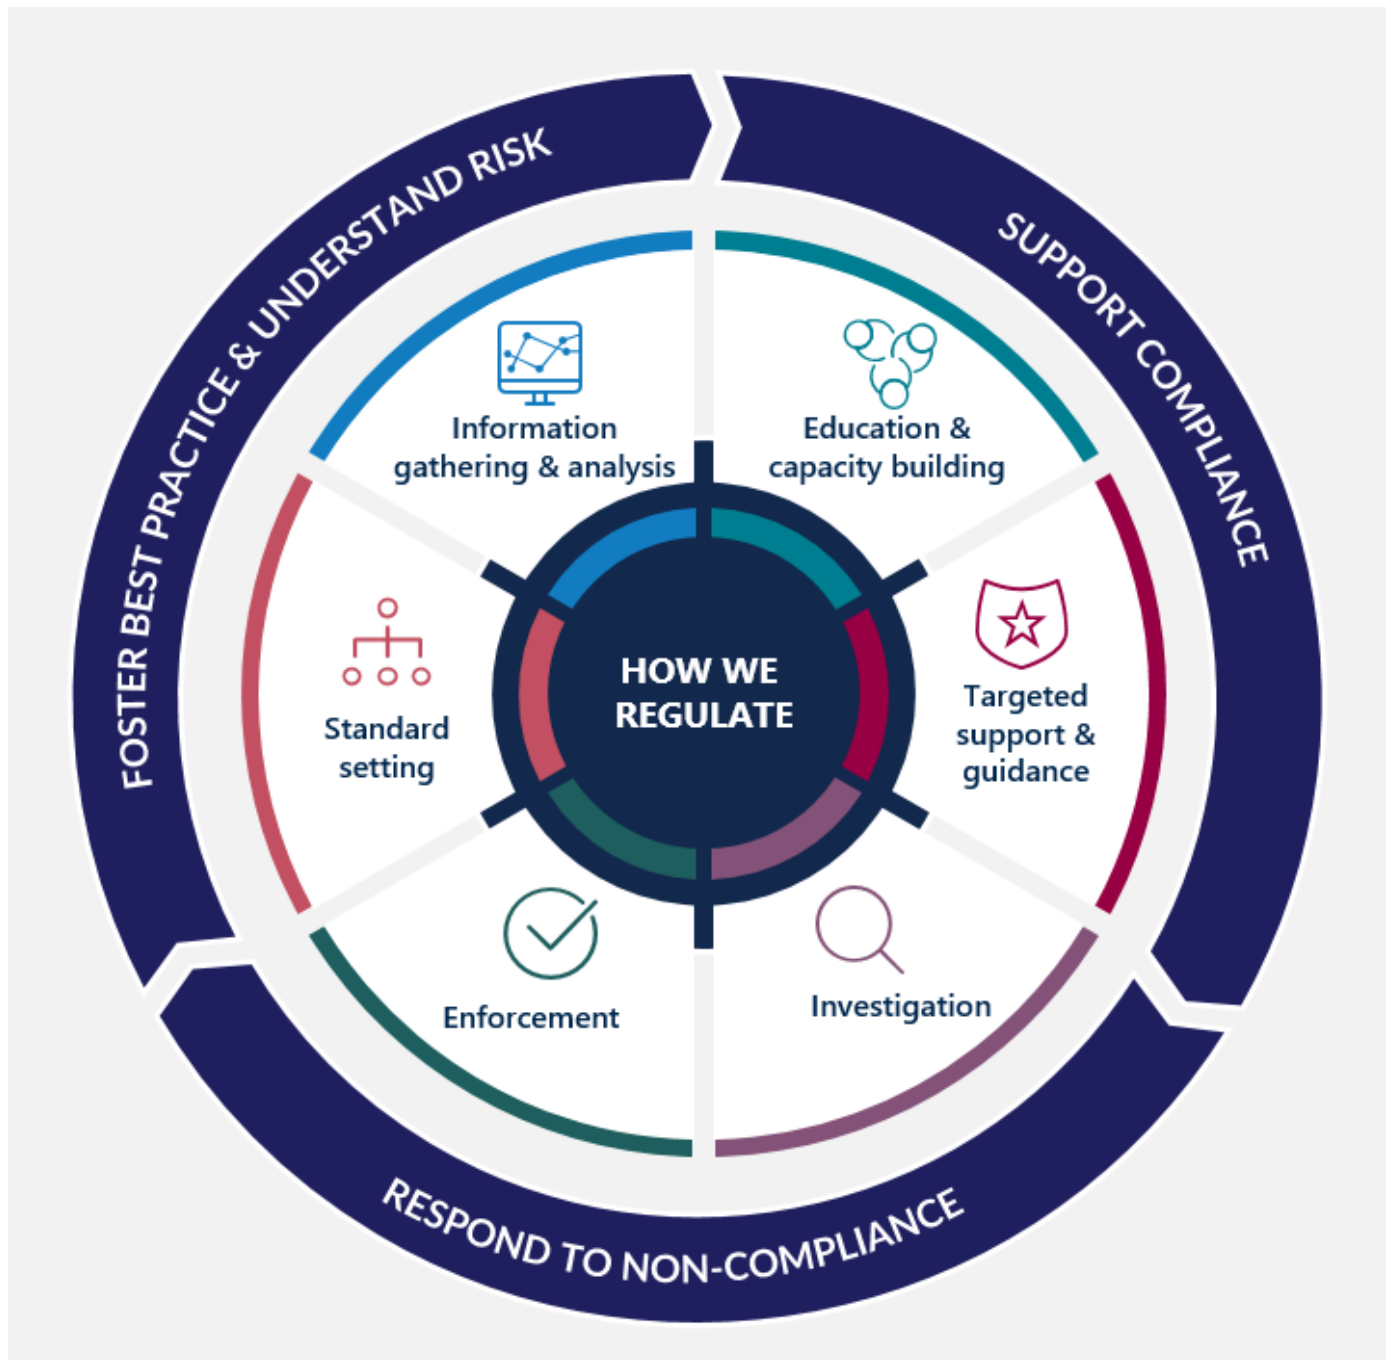 FOSTER BEST PRACTICE & UNDERSTAND RISK
SUPPORT COMPLIANCE
Information
gathering & analysis
Education &
capacity building
Standard
setting
HOW WE
REGULATE
Targeted
support &
guidance
Enforcement
Investigation
RESPOND TO NON-COMPLIANCE